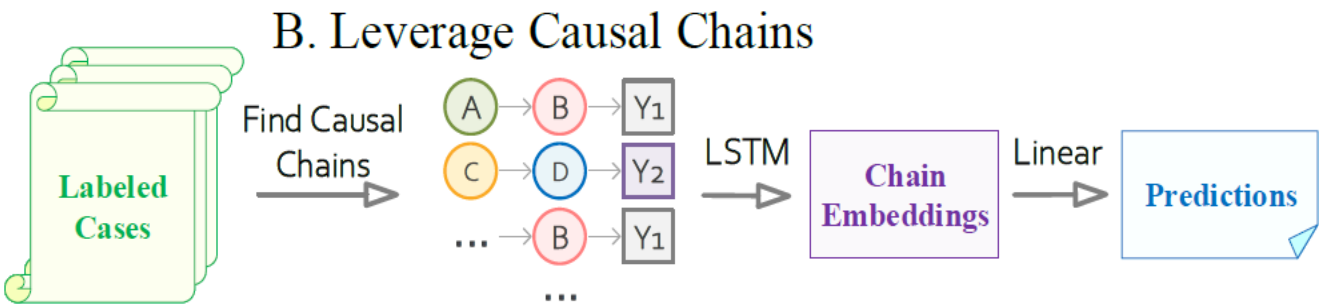 B. Leverage Causal Chains
Labeled
Cases
Find Causal
Chains
A B Y1
C D Y2
... B Y1
...
LSTM
Chain
Embeddings
Linear
Predictions